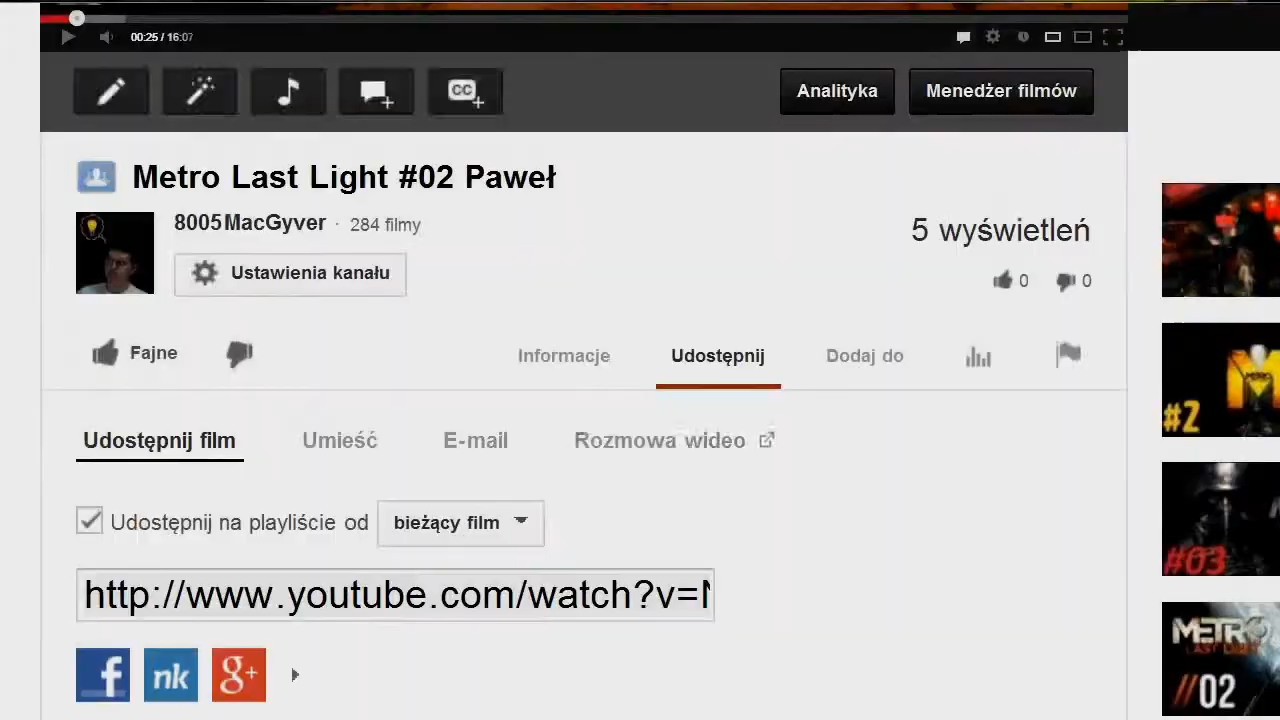 00:25 / 16:07
CC
Analityka
Menedżer filmów
Metro Last Light #02 Paweł
8005MacGyver · 284 filmy
5 wyświetleń
Ustawienia kanału
0
0
Fajne
Informacje
Udostępnij
Dodaj do
#2
Udostępnij film
Umieść
E-mail
Rozmowa wideo
Udostępnij na playliście od
bieżący film
#03
http://www.youtube.com/watch?v=
METRO
LAST LIGHT
//02
f
nk
g+